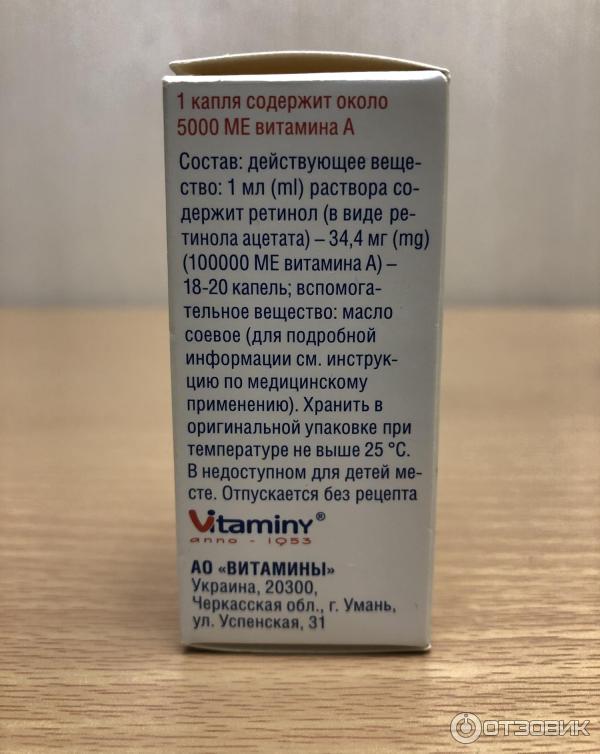 1 капля содержит около
5000 МЕ витамина А
Состав: действующее веще-
ство: 1 мл (ml) раствора со-
держит ретинол (в виде ре-
тинола ацетата) – 34,4 мг (mg)
(100000 МЕ витамина А) –
18-20 капель; вспомога-
тельное вещество: масло
соевое (для подробной
информации см. инструк-
цию по медицинскому
применению). Хранить в
оригинальной упаковке при
температуре не выше 25 °С.
В недоступном для детей ме-
сте. Отпускается без рецепта
Vitaminy®
anno - 1953
АО «ВИТАМИНЫ»
Украина, 20300,
Черкасская обл., г. Умань,
ул. Успенская, 31
ОТЗОВИК